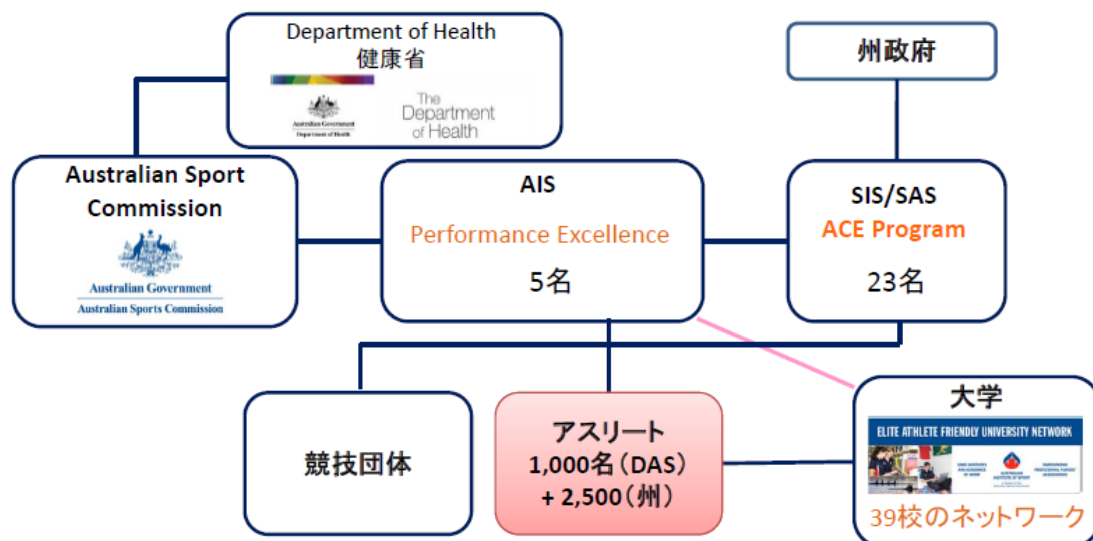 Department of Health
健康省
Australian Government
Department of Health
The
Department
of Health
州政府
Australian Sport
Commission
Australian Government
Australian Sports Commission
AIS
Performance Excellence
5名
SIS/SAS
ACE Program
23名
競技団体
アスリート
1,000名（DAS）
+ 2,500（州）
大学
ELITE ATHLETE FRIENDLY UNIVERSITY NETWORK
39校のネットワーク